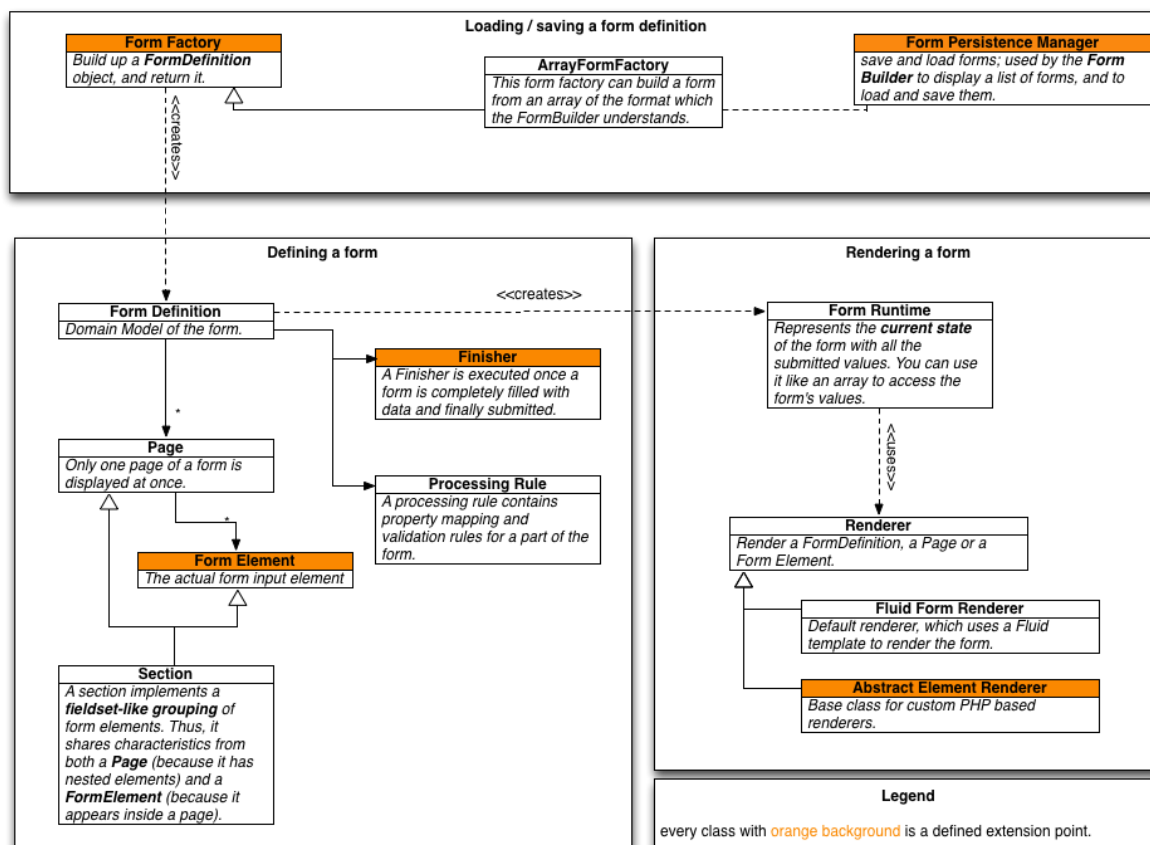 Loading / saving a form definition
Form Factory
Build up a FormDefinition
object, and return it.
ArrayFormFactory
This form factory can build a form
from an array of the format which
the FormBuilder understands.
Form Persistence Manager
save and load forms; used by the Form
Builder to display a list of forms, and to
load and save them.
<<creates>>
Defining a form
Form Definition
Domain Model of the form.
<<creates>>
Finisher
A Finisher is executed once a
form is completely filled with
data and finally submitted.
*
Page
Only one page of a form is
displayed at once.
Processing Rule
A processing rule contains
property mapping and
validation rules for a part of the
form.
*
Form Element
The actual form input element
Section
A section implements a
fieldset-like grouping of
form elements. Thus, it
shares characteristics from
both a Page (because it has
nested elements) and a
FormElement (because it
appears inside a page).
Rendering a form
Form Runtime
Represents the current state
of the form with all the
submitted values. You can use
it like an array to access the
form's values.
<<uses>>
Renderer
Render a FormDefinition, a Page or a
Form Element.
Fluid Form Renderer
Default renderer, which uses a Fluid
template to render the form.
Abstract Element Renderer
Base class for custom PHP based
renderers.
Legend
every class with orange background is a defined extension point.